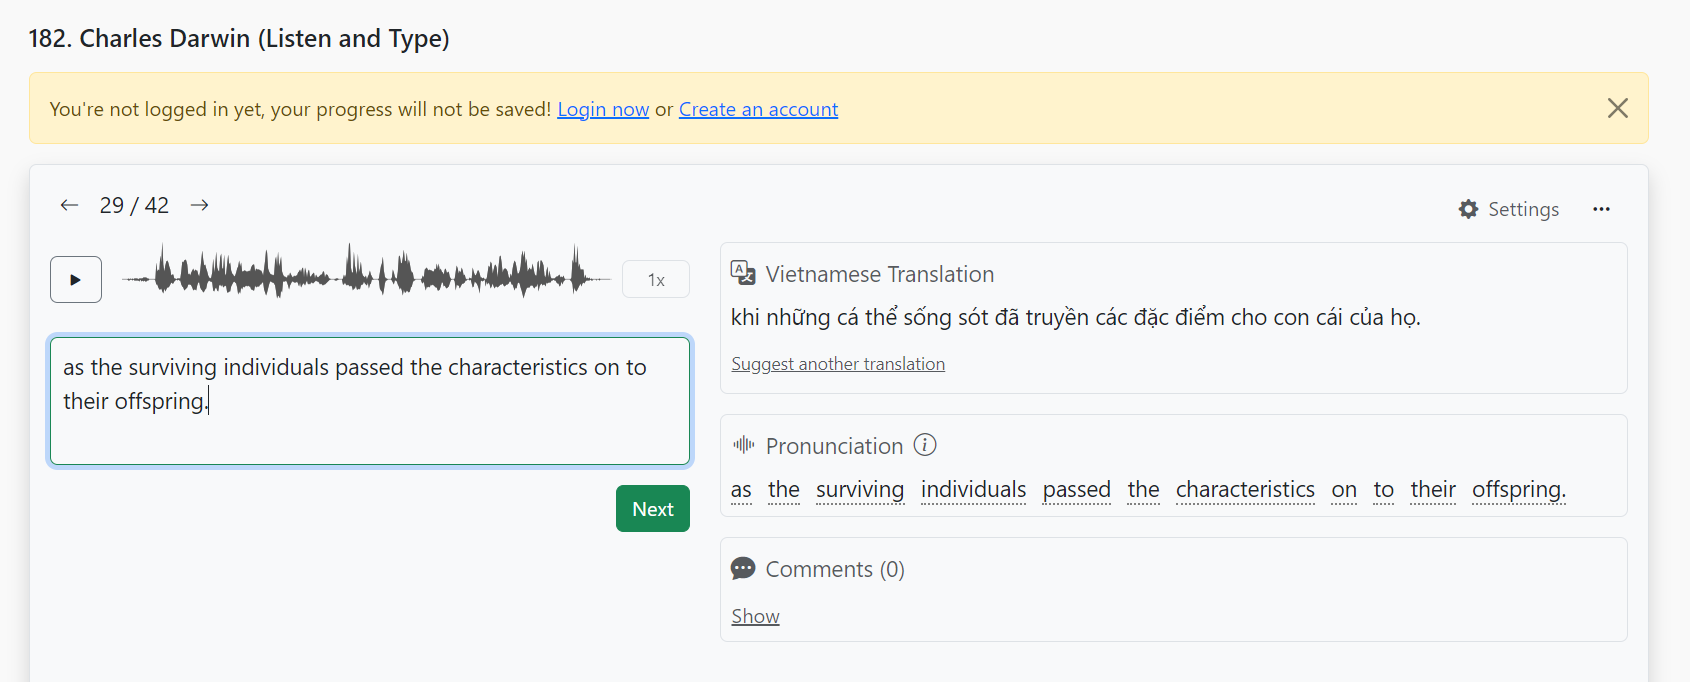 182. Charles Darwin (Listen and Type)
You're not logged in yet, your progress will not be saved! Login now or Create an account
29 / 42
Settings
1x
as the surviving individuals passed the characteristics on to
their offspring.
Next
Vietnamese Translation
khi những cá thể sống sót đã truyền các đặc điểm cho con cái của họ.
Suggest another translation
Pronunciation
as the surviving individuals passed the characteristics on to their offspring.
Comments (0)
Show